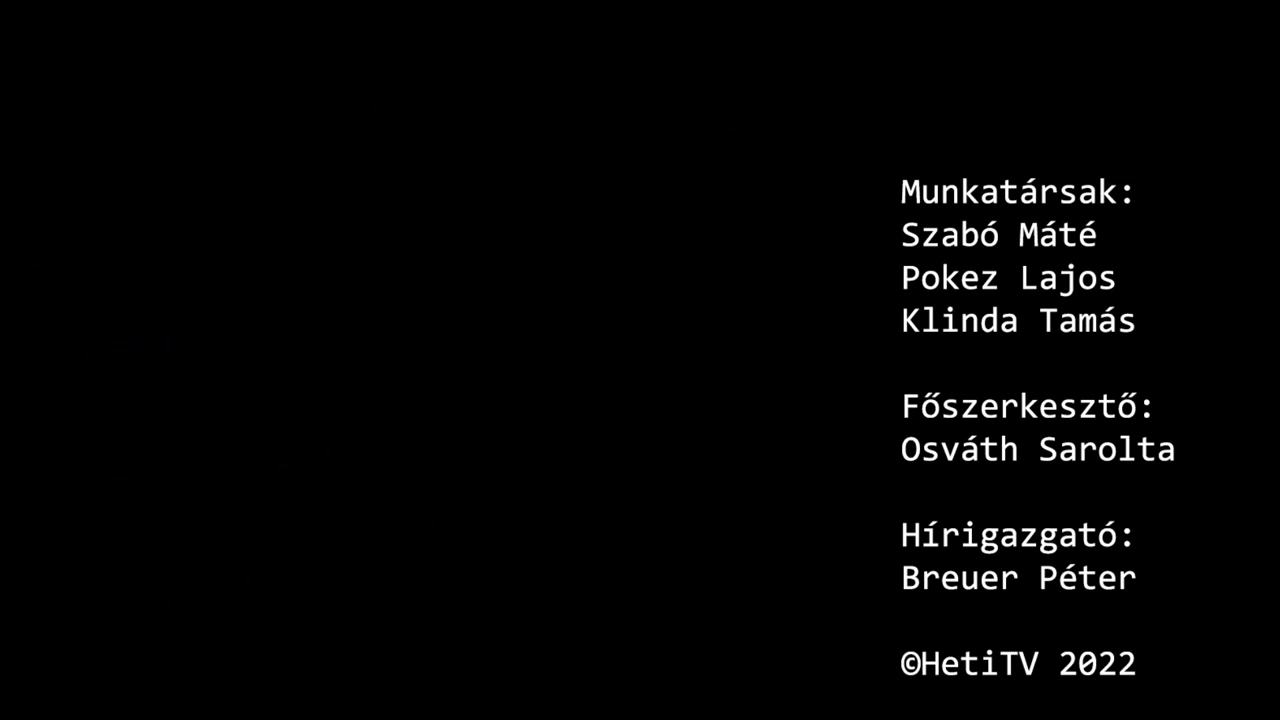 Munkatársak:
Szabó Máté
Pokez Lajos
Klinda Tamás
Főszerkesztő:
Osváth Sarolta
Hírigazgató:
Breuer Péter
©HetiTV 2022